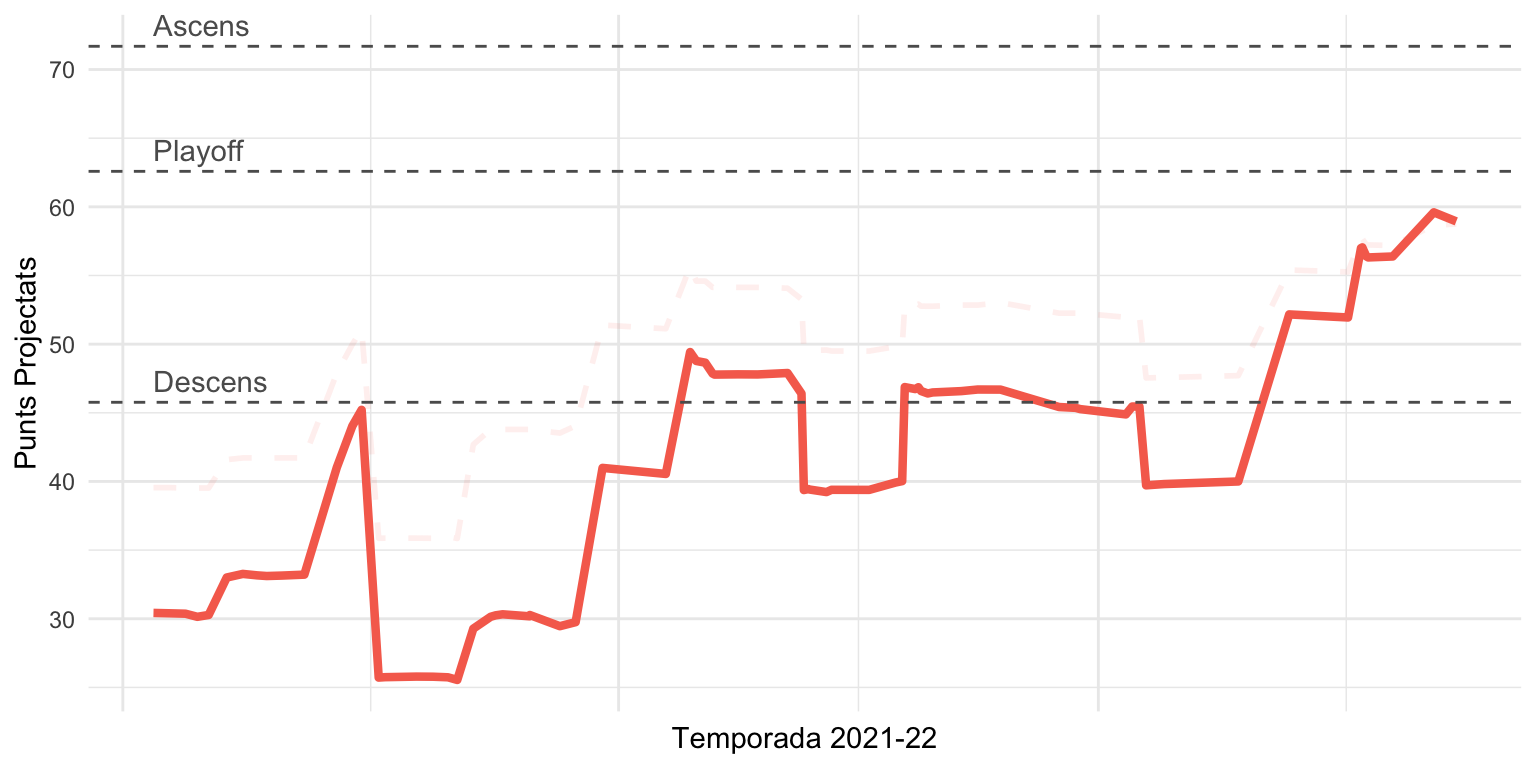 Ascens
70
Playoff
60
50
Descens
40
30
Punts Projectats
Temporada 2021-22